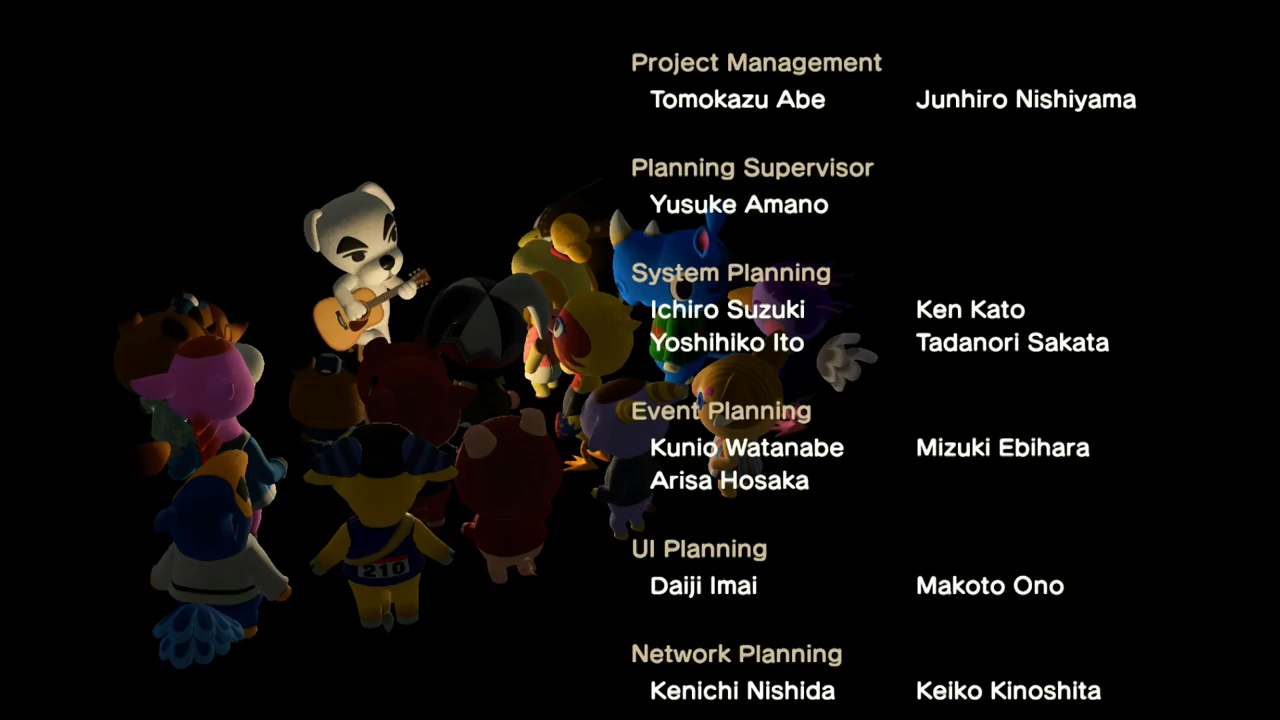 Project Management
Tomokazu Abe Junhiro Nishiyama
Planning Supervisor
Yusuke Amano
System Planning
Ichiro Suzuki Ken Kato
Yoshihiko Ito Tadanori Sakata
Event Planning
Kunio Watanabe Mizuki Ebihara
Arisa Hosaka
210
UI Planning
Daiji Imai Makoto Ono
Network Planning
Kenichi Nishida Keiko Kinoshita